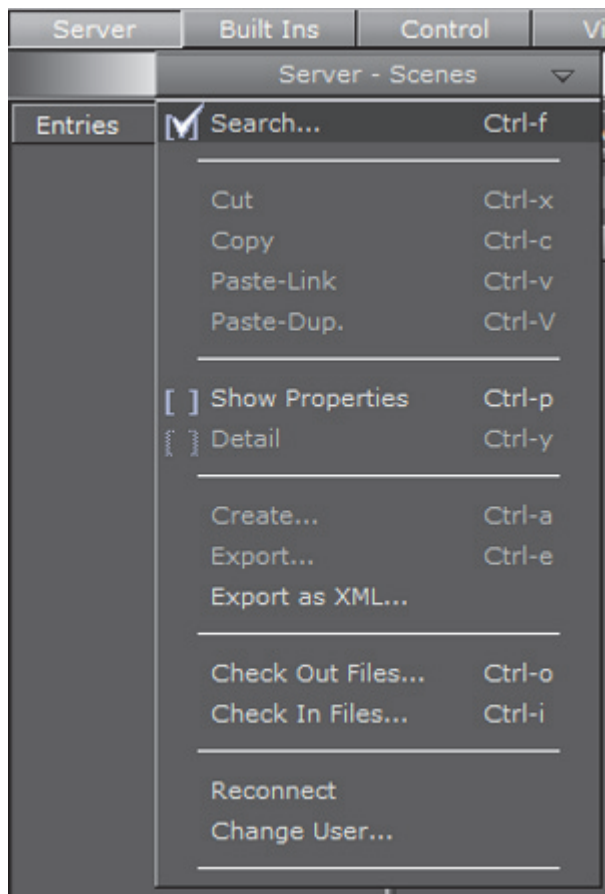 Server Built Ins Control Vi
Server - Scenes
Entries
Search... Ctrl-f
Cut Ctrl-x
Copy Ctrl-c
Paste-Link Ctrl-v
Paste-Dup. Ctrl-V
[ ] Show Properties Ctrl-p
[ ] Detail Ctrl-y
Create... Ctrl-a
Export... Ctrl-e
Export as XML...
Check Out Files... Ctrl-o
Check In Files... Ctrl-i
Reconnect
Change User...